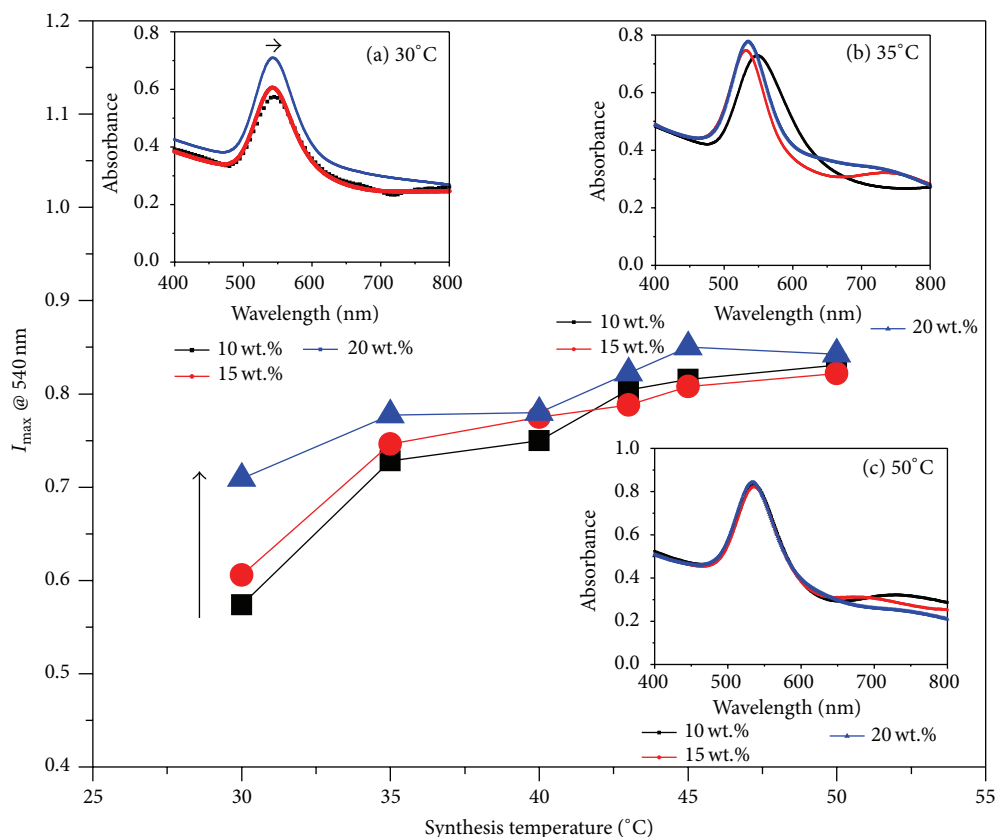 1.2
1.1
1.0
0.9
0.8
0.7
0.6
0.5
0.4
I_max @ 540 nm
25
30
35
40
45
50
55
Synthesis temperature (˚C)
(a) 30˚C
0.8
0.6
0.4
0.2
0.0
Absorbance
400
500
600
700
800
Wavelength (nm)
10 wt.%
15 wt.%
20 wt.%
(b) 35˚C
0.8
0.6
0.4
0.2
0.0
Absorbance
400
500
600
700
800
Wavelength (nm)
10 wt.%
15 wt.%
20 wt.%
(c) 50˚C
1.0
0.8
0.6
0.4
0.2
0.0
Absorbance
400
500
600
700
800
Wavelength (nm)
10 wt.%
15 wt.%
20 wt.%